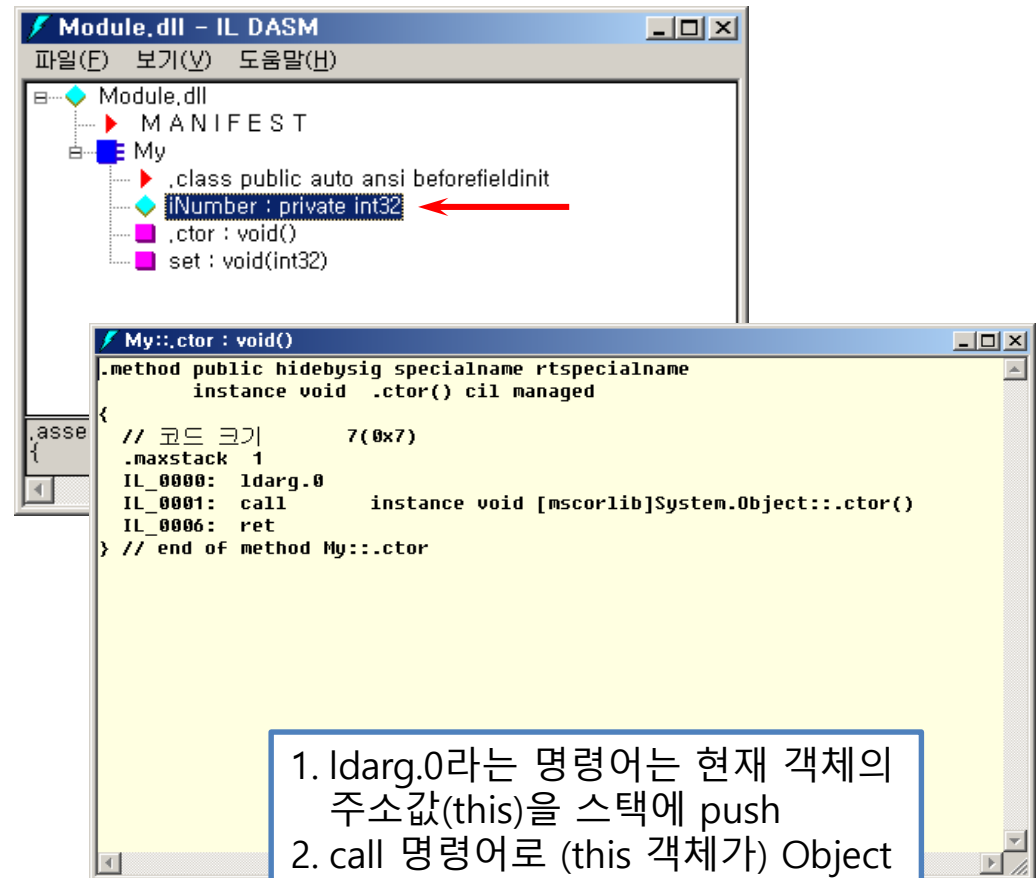 Module.dll - IL DASM
파일(F) 보기(V) 도움말(H)
Module.dll
M A N I F E S T
My
.class public auto ansi beforefieldinit
iNumber : private int32
.ctor : void()
set : void(int32)
.asse
{
My::.ctor : void()
.method public hidebysig specialname rtspecialname
instance void .ctor() cil managed
{
// 코드 크기 7(0x7)
.maxstack 1
IL_0000: ldarg.0
IL_0001: call instance void [mscorlib]System.Object::.ctor()
IL_0006: ret
} // end of method My::.ctor
1. ldarg.0라는 명령어는 현재 객체의
주소값(this)을 스택에 push
2. call 명령어로 (this 객체가) Object